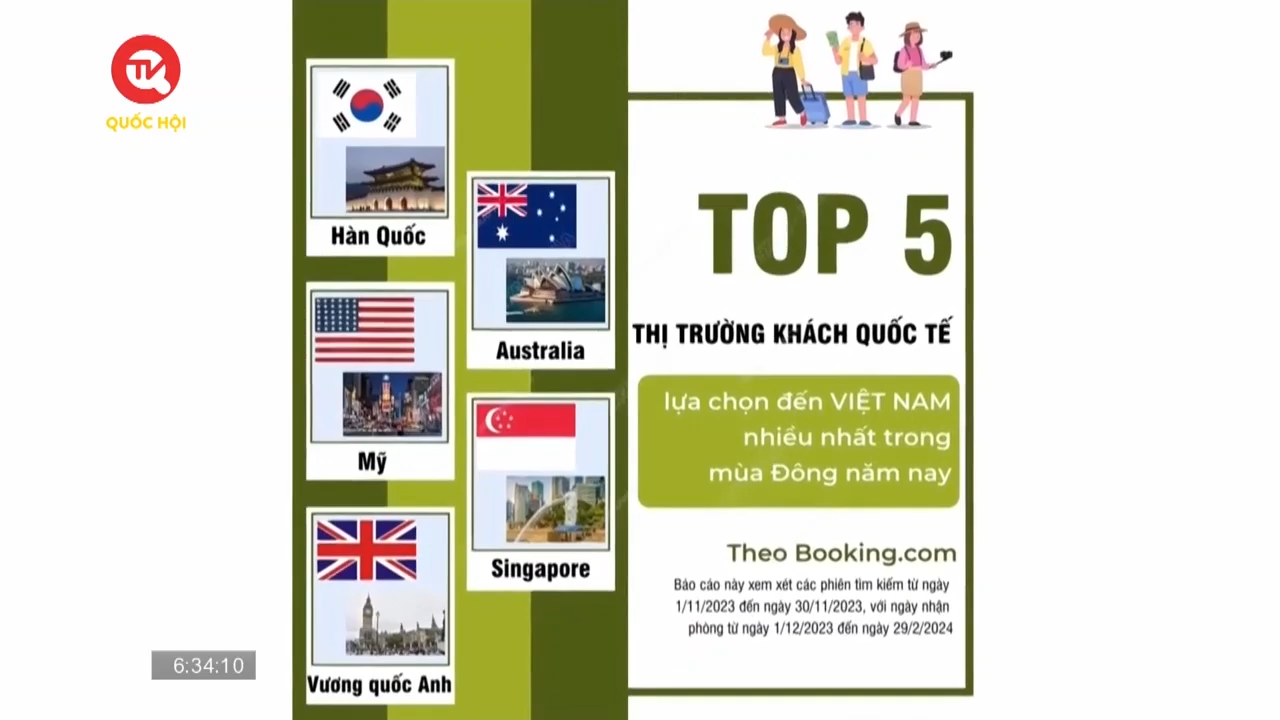 QUỐC HỘI
Hàn Quốc
Australia
Mỹ
Singapore
Vương quốc Anh
TOP 5
THỊ TRƯỜNG KHÁCH QUỐC TẾ
lựa chọn đến VIỆT NAM
nhiều nhất trong
mùa Đông năm nay
Theo Booking.com
Báo cáo này xem xét các phiên tìm kiếm từ ngày
1/11/2023 đến ngày 30/11/2023, với ngày nhận
phòng từ ngày 1/12/2023 đến ngày 29/2/2024
6:34:10